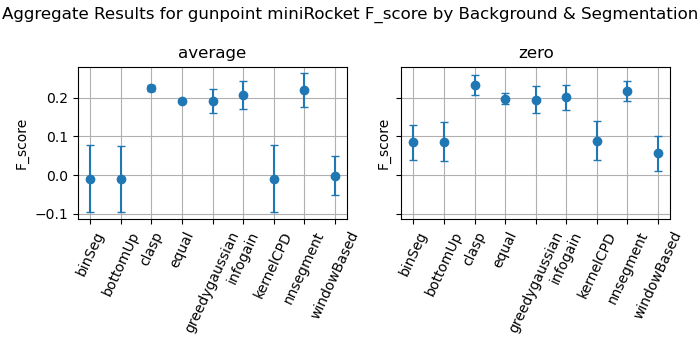 Aggregate Results for gunpoint miniRocket F_score by Background & Segmentation
average
zero
F_score
0.2
0.1
0.0
−0.1
binSeg
bottomUp
clasp
equal
greedygaussian
infogain
kernelCPD
nnsegment
windowBased
F_score
binSeg
bottomUp
clasp
equal
greedygaussian
infogain
kernelCPD
nnsegment
windowBased